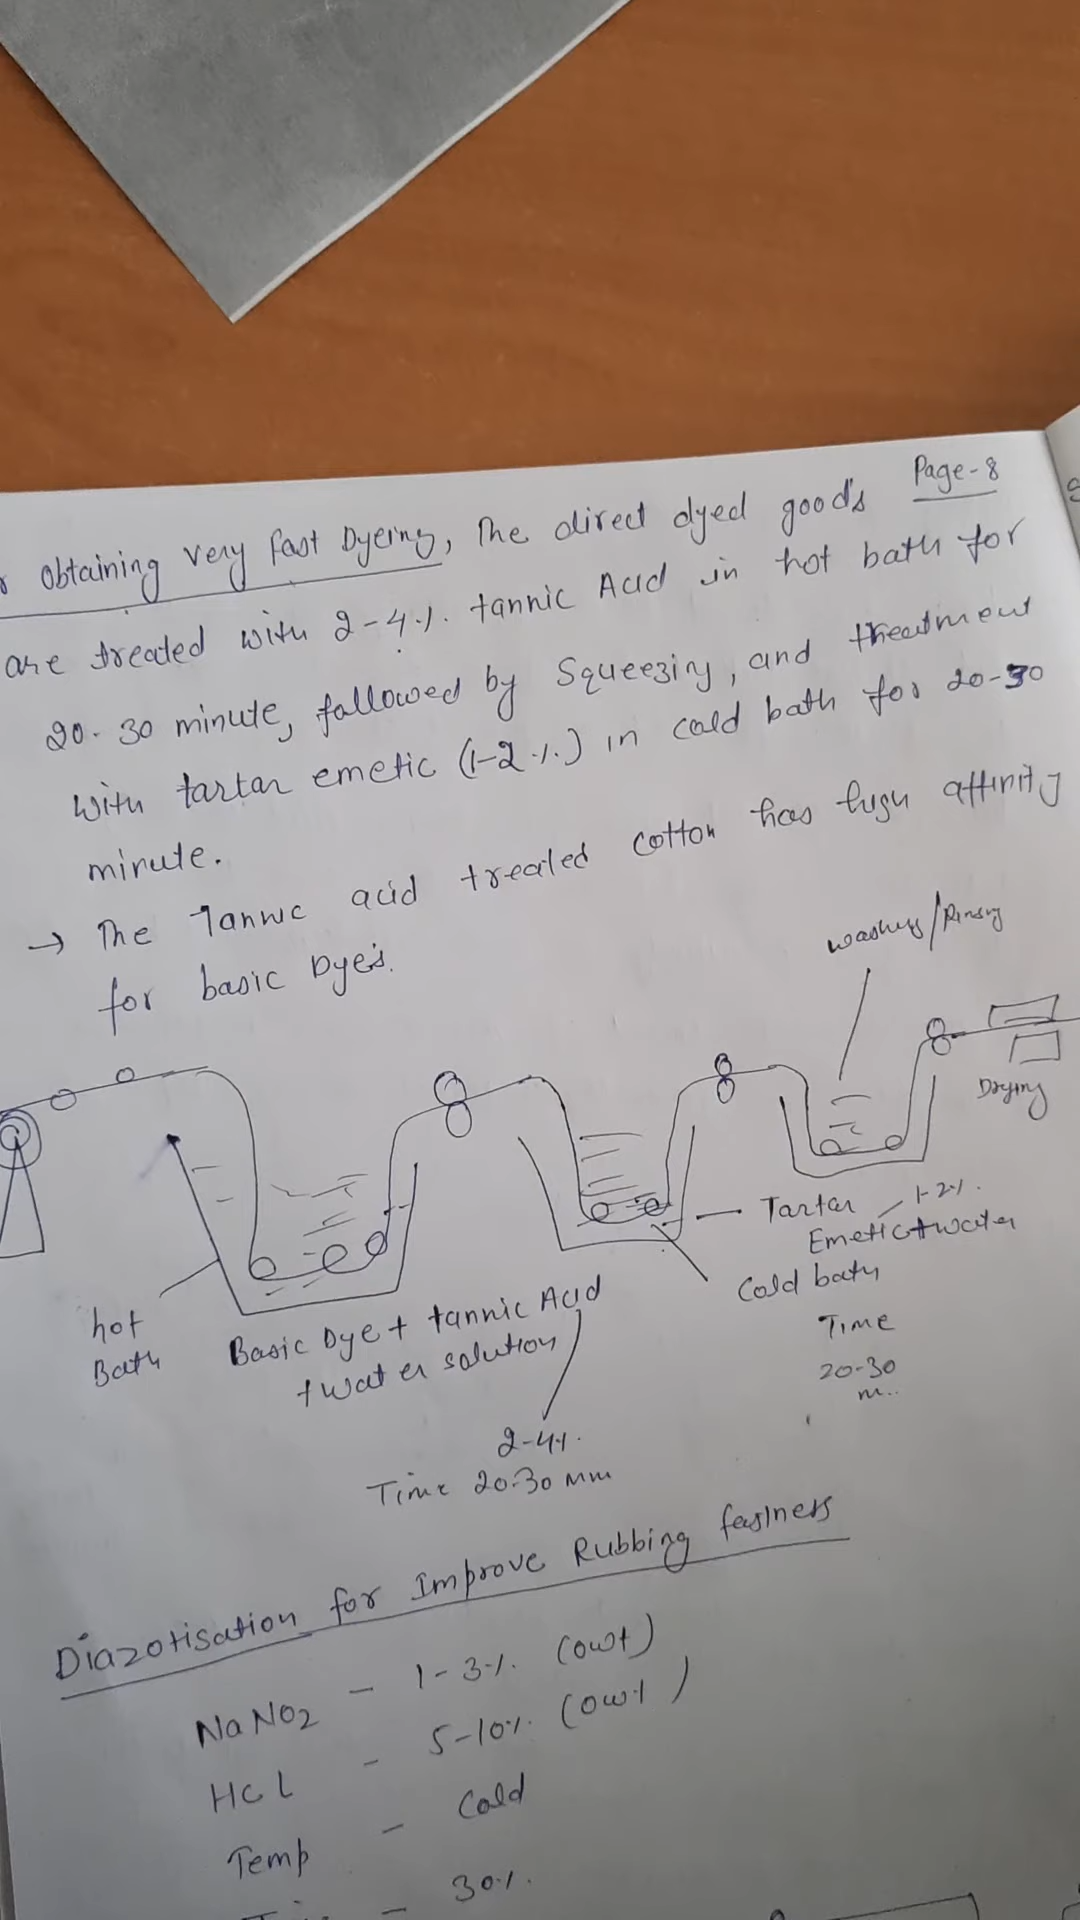 Page-8
obtaining very fast Dyeing, The direct dyed good's
are treated with 2-4%. tannic Acid in hot bath for
20-30 minute, followed by Squeezing, and treatment
with tartar emetic (1-2%.) in cold bath for 20-30
minute.
→ The Tannic acid treated cotton has high affinity
for basic Dye's.
washing/Rinsing
Drying
hot
Bath
Basic Dye + tannic Acid
+ water solution
2-4%.
Time 20-30 min
Tartar 1-2%.
Emetic + water
Cold bath
Time
20-30
m..
Diazotisation for Improve Rubbing fastness
NaNO2 - 1-3%. (owt)
HCL - 5-10%. (owt)
Temp - Cold
- 30%.